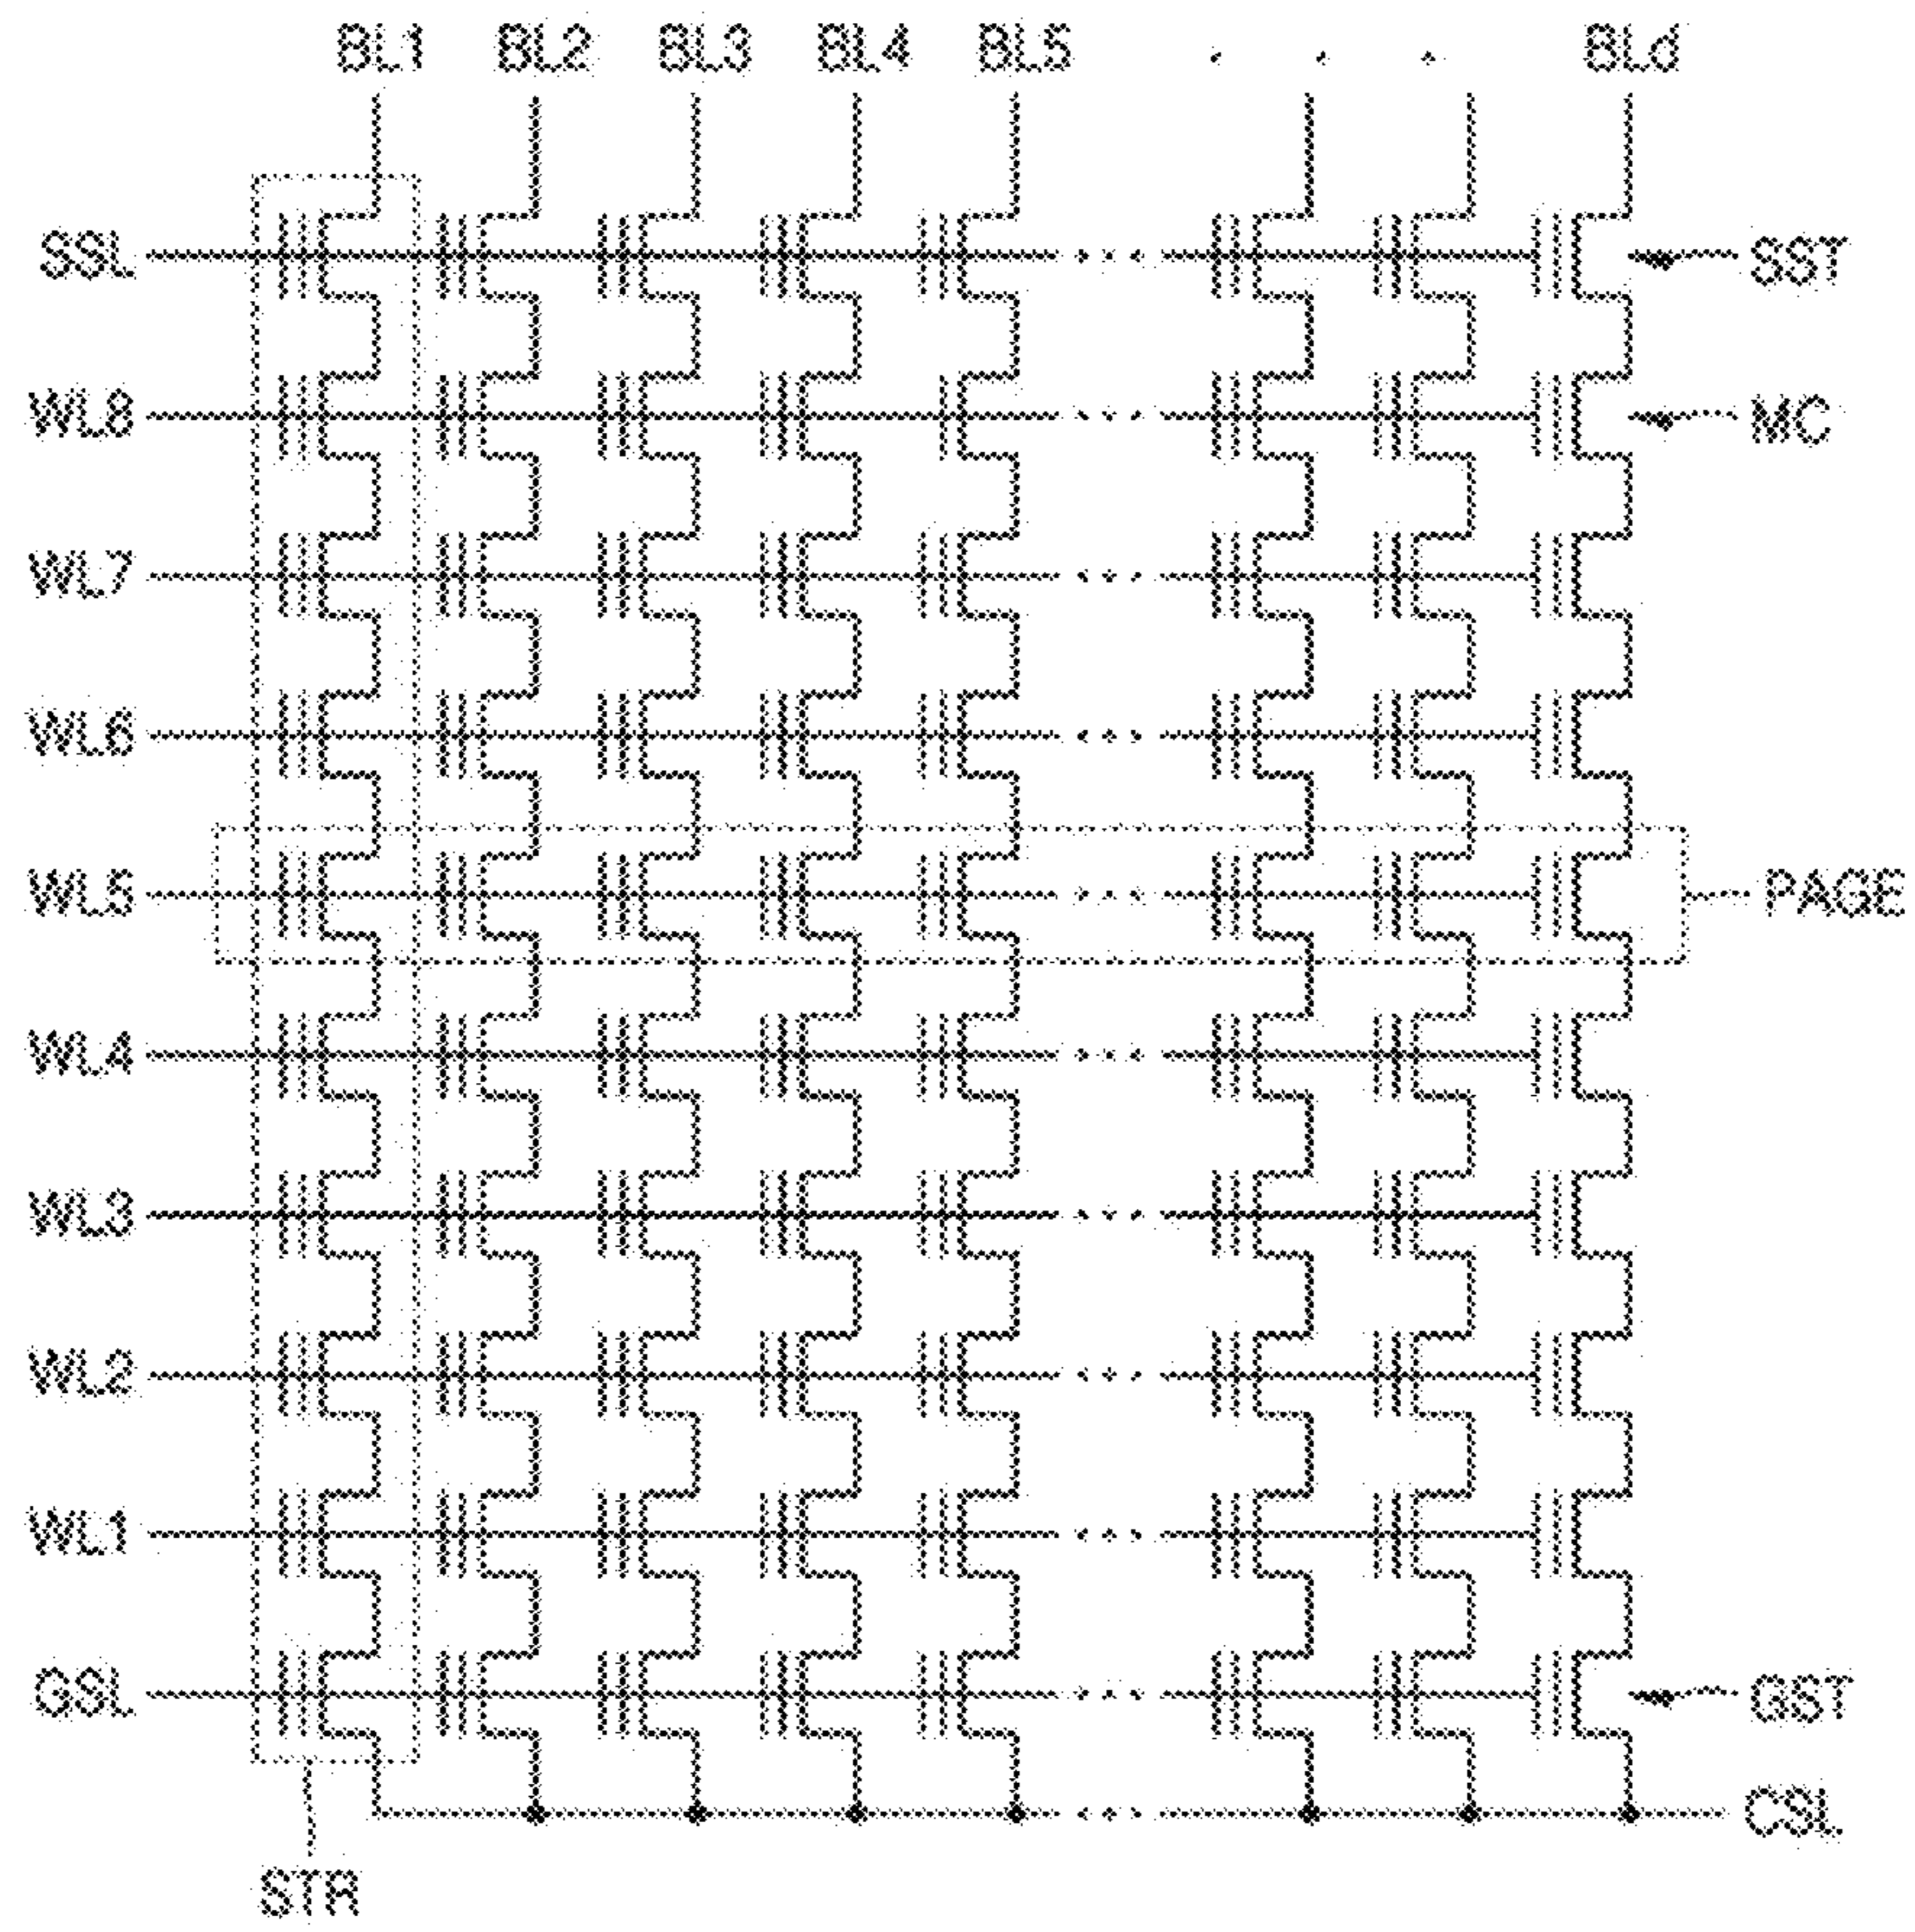 BL1 BL2 BL3 BL4 BL5 . . . BLd
SSL SST
WL8 MC
WL7
WL6
WL5 PAGE
WL4
WL3
WL2
WL1
GSL GST
CSL
STR